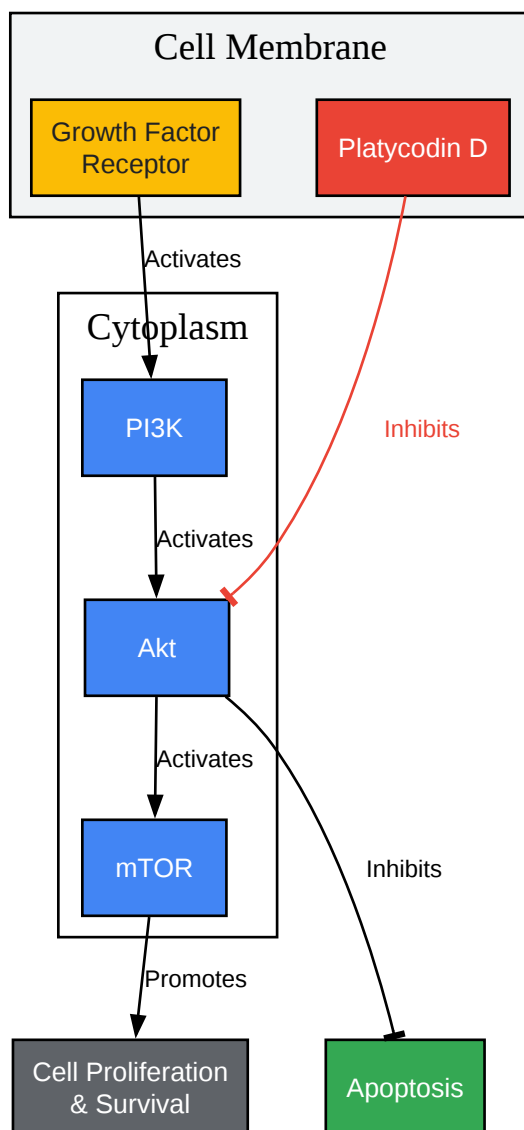 Cell Membrane
Growth Factor
Receptor
Platycodin D
Activates
Cytoplasm
PI3K
Inhibits
Activates
Akt
Activates
mTOR
Inhibits
Promotes
Cell Proliferation
& Survival
Apoptosis